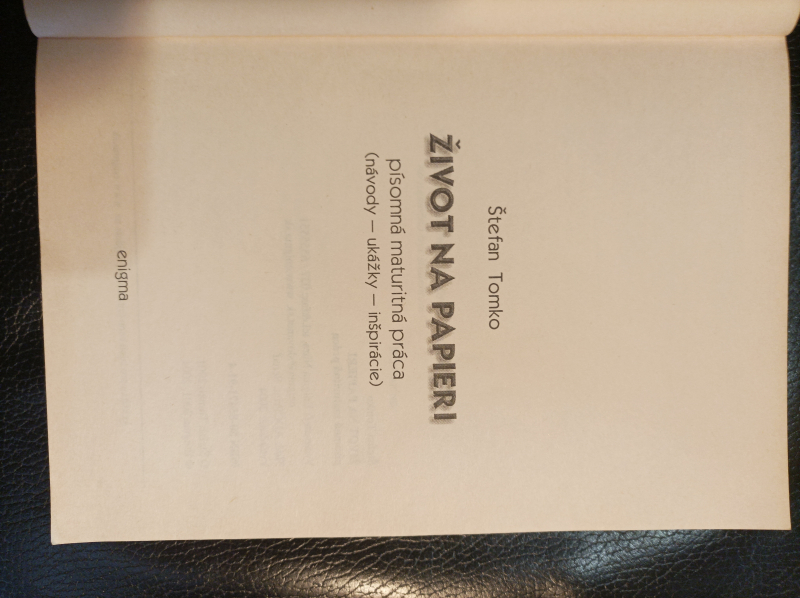 Štefan Tomko
ŽIVOT NA PAPIERI
písomná maturitná práca
(návody — ukážky — inšpirácie)
enigma